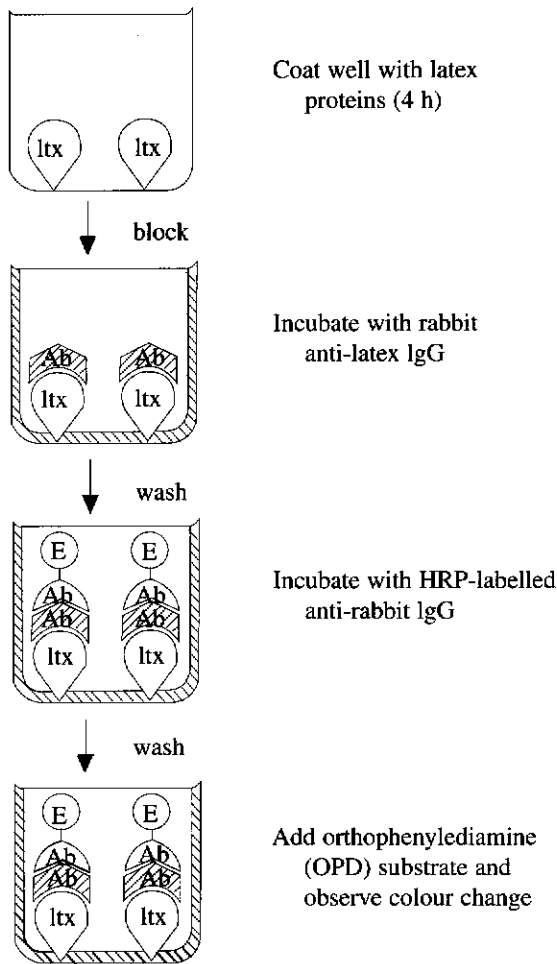 Coat well with latex
proteins (4 h)
ltx ltx
block
Incubate with rabbit
anti-latex lgG
Ab Ab
ltx ltx
wash
E E
Ab Ab
Ab Ab
ltx ltx
Incubate with HRP-labelled
anti-rabbit lgG
wash
E E
Ab Ab
Ab Ab
ltx ltx
Add orthophenylediamine
(OPD) substrate and
observe colour change